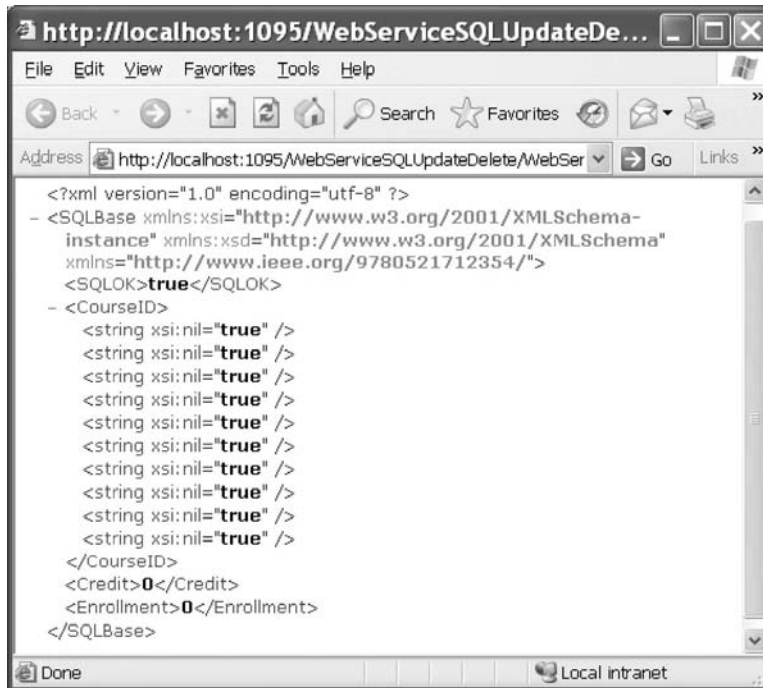 http://localhost:1095/WebServiceSQLUpdateDe...
File Edit View Favorites Tools Help
Back Search Favorites »
Address http://localhost:1095/WebServiceSQLUpdateDelete/WebSer Go Links »
<?xml version="1.0" encoding="utf-8" ?>
– <SQLBase xmlns:xsi="http://www.w3.org/2001/XMLSchema-
instance" xmlns:xsd="http://www.w3.org/2001/XMLSchema"
xmlns="http://www.ieee.org/9780521712354/">
<SQLOK>true</SQLOK>
– <CourseID>
<string xsi:nil="true" />
<string xsi:nil="true" />
<string xsi:nil="true" />
<string xsi:nil="true" />
<string xsi:nil="true" />
<string xsi:nil="true" />
<string xsi:nil="true" />
<string xsi:nil="true" />
<string xsi:nil="true" />
<string xsi:nil="true" />
</CourseID>
<Credit>0</Credit>
<Enrollment>0</Enrollment>
</SQLBase>
Done Local intranet